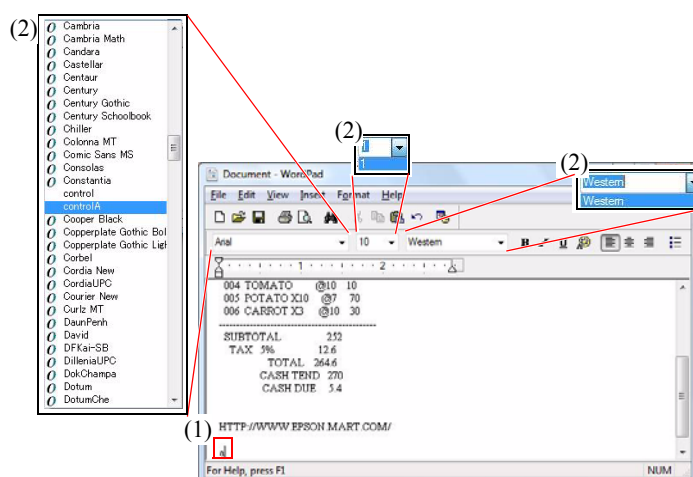 (2)
Cambria
Cambria Math
Candara
Castellar
Centaur
Century
Century Gothic
Century Schoolbook
Chiller
Colonna MT
Comic Sans MS
Consolas
Constantia
control
controlA
Cooper Black
Copperplate Gothic Bol
Copperplate Gothic Ligh
Corbel
Cordia New
CordiaUPC
Courier New
Curlz MT
DaunPenh
David
DFKai-SB
DilleniaUPC
DokChampa
Dotum
DotumChe
(2)
1
1
(2)
Western
Western
Document - WordPad
File Edit View Insert Format Help
Arial 10 Western B I U
1 2
004 TOMATO @10 10
005 POTATO X10 @7 70
006 CARROT X3 @10 30
------------------------------------------
SUBTOTAL 252
TAX 5% 12.6
TOTAL 264.6
CASH TEND 270
CASH DUE 5.4
HTTP://WWW.EPSON MART.COM/
(1)
For Help, press F1 NUM